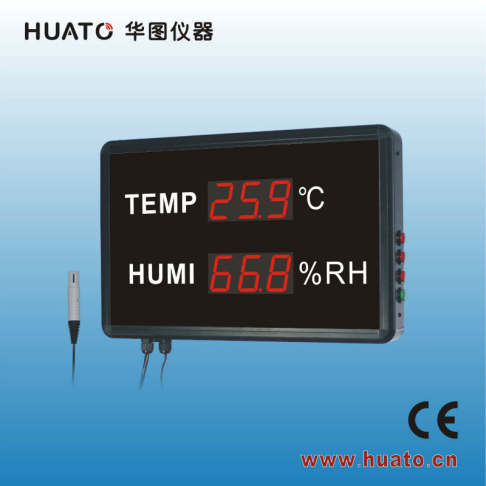 HUATO 华图仪器
TEMP 25.9 °C
HUMI 66.8 %RH
CE
www.huato.cn